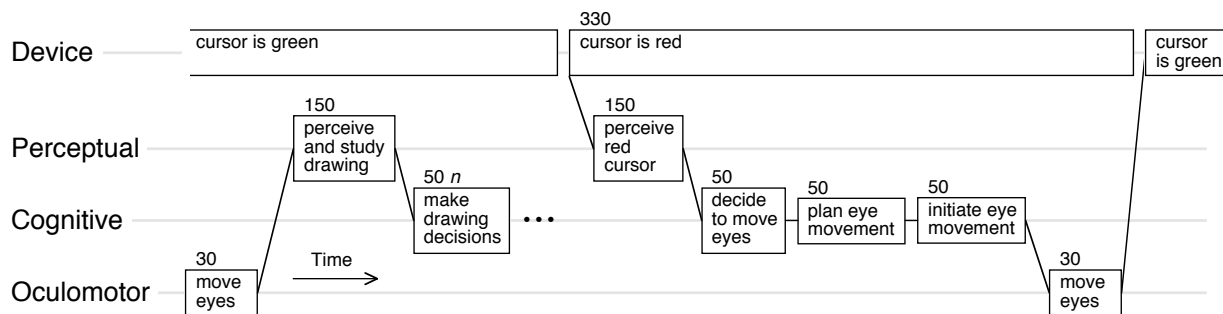 330
Device
cursor is green
cursor is red
cursor
is green
150
150
Perceptual
perceive
and study
drawing
perceive
red
cursor
50 n
50
50
50
Cognitive
make
drawing
decisions
•••
decide
to move
eyes
plan eye
movement
initiate eye
movement
30
Time
30
Oculomotor
move
eyes
move
eyes